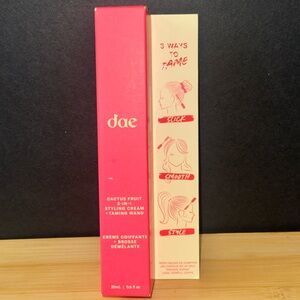 dae
CACTUS FRUIT
3-IN-1
STYLING CREAM
+ TAMING WAND
CRÈME COIFFANTE
+ BROSSE
DÉMÊLANTE
3 WAYS
TO
TAME
SLICK
SMOOTH
STYLE